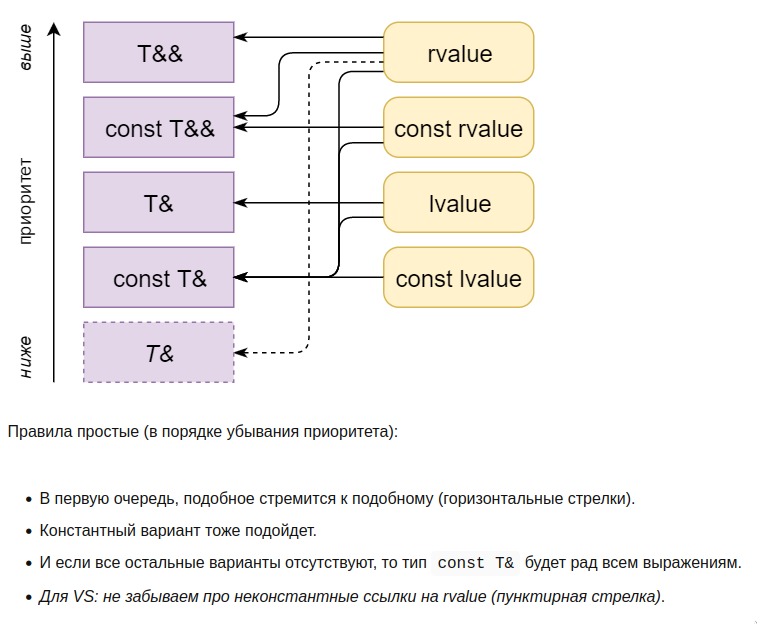 выше
приоритет
ниже
T&&
rvalue
const T&&
const rvalue
T&
lvalue
const T&
const lvalue
T&
Правила простые (в порядке убывания приоритета):
В первую очередь, подобное стремится к подобному (горизонтальные стрелки).
Константный вариант тоже подойдет.
И если все остальные варианты отсутствуют, то тип const T& будет рад всем выражениям.
Для VS: не забываем про неконстантные ссылки на rvalue (пунктирная стрелка).